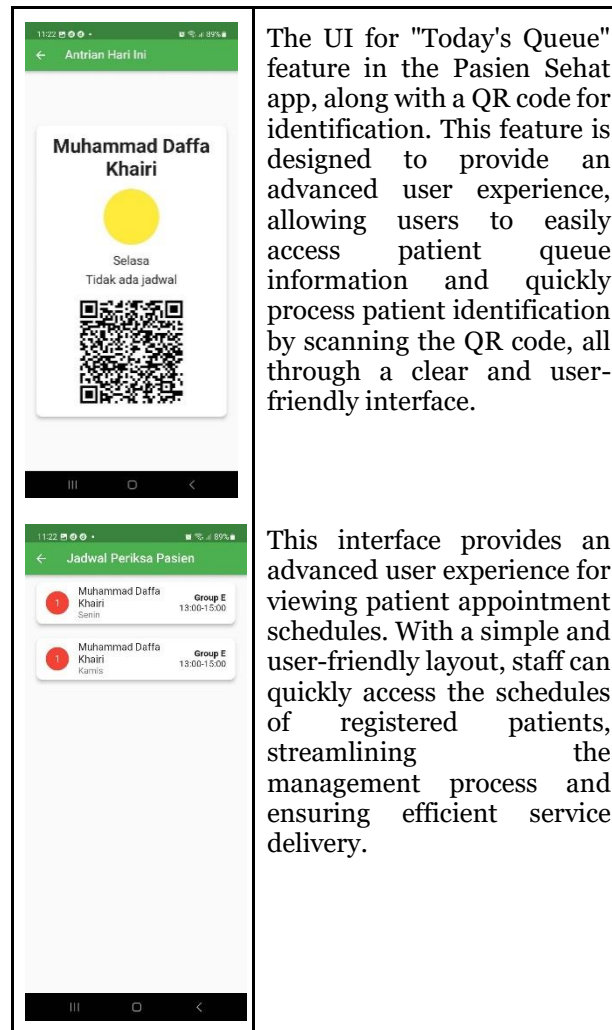 11:22
89%
Antrian Hari Ini
Muhammad Daffa
Khairi
Selasa
Tidak ada jadwal
The UI for "Today's Queue"
feature in the Pasien Sehat
app, along with a QR code for
identification. This feature is
designed to provide an
advanced user experience,
allowing users to easily
access patient queue
information and quickly
process patient identification
by scanning the QR code, all
through a clear and user-
friendly interface.
11:22
89%
Jadwal Periksa Pasien
1
Muhammad Daffa
Khairi
Senin
Group E
13:00-15:00
1
Muhammad Daffa
Khairi
Kamis
Group E
13:00-15:00
This interface provides an
advanced user experience for
viewing patient appointment
schedules. With a simple and
user-friendly layout, staff can
quickly access the schedules
of registered patients,
streamlining the
management process and
ensuring efficient service
delivery.